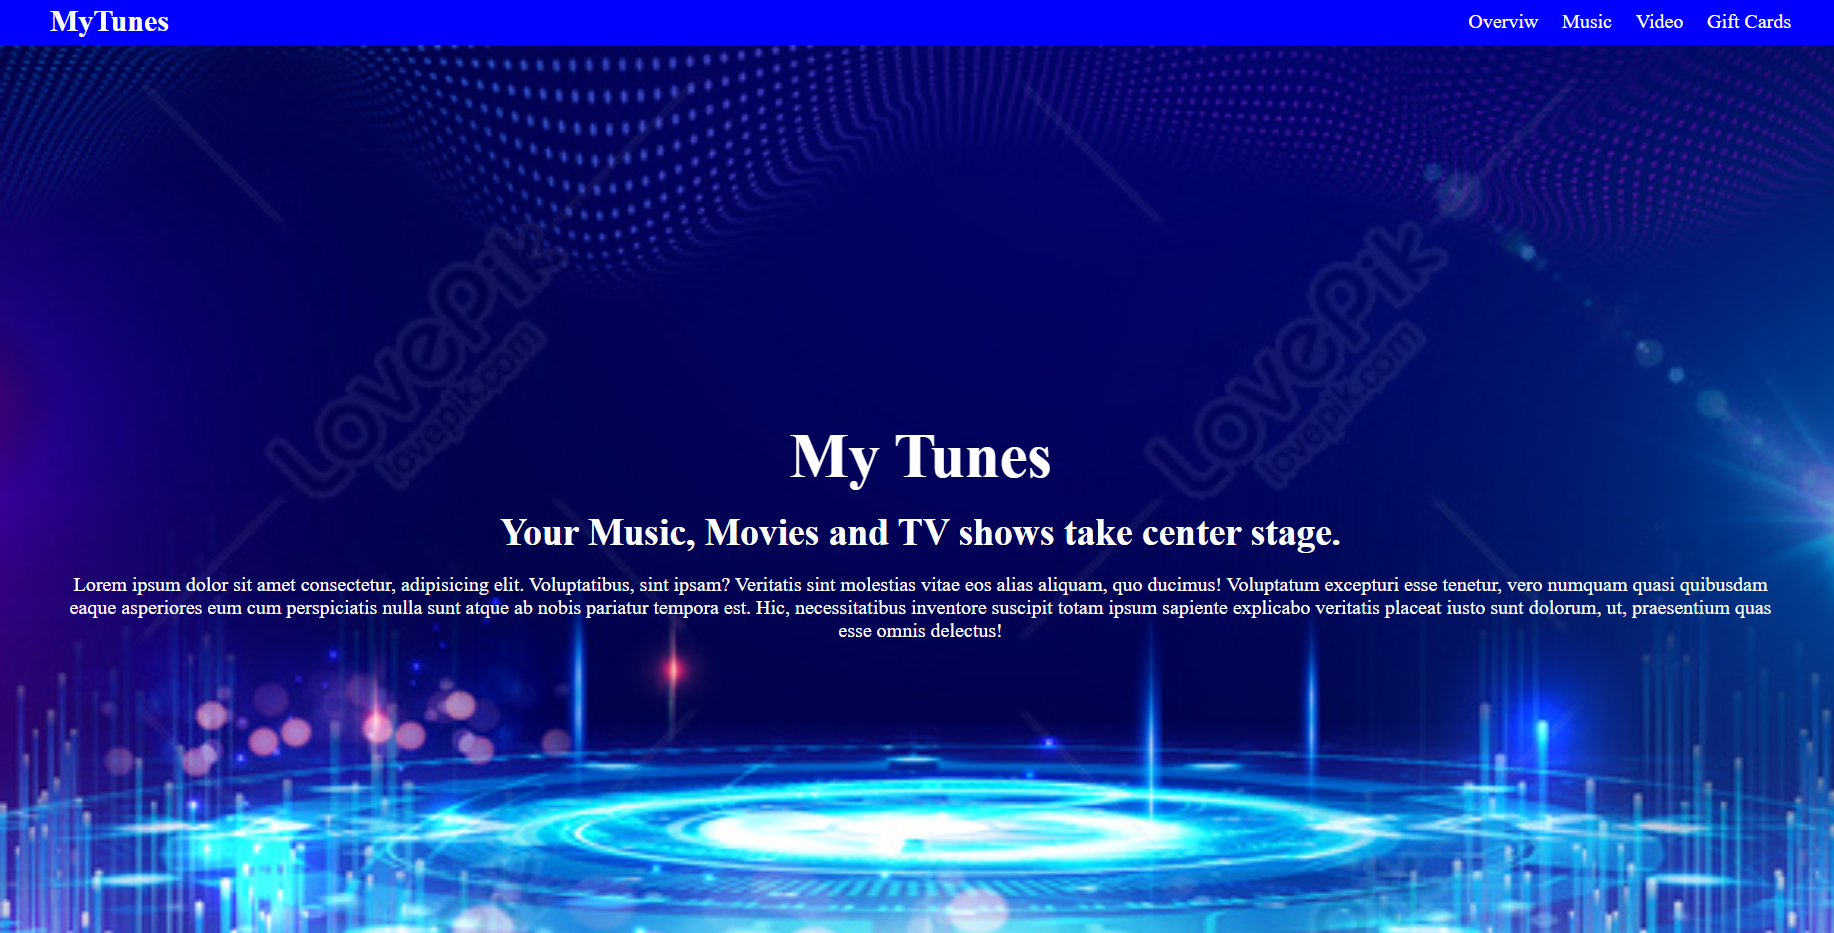 MyTunes
Overviw Music Video Gift Cards
LovePik
lovepik.com
LovePik
lovepik.com
My Tunes
Your Music, Movies and TV shows take center stage.
Lorem ipsum dolor sit amet consectetur, adipisicing elit. Voluptatibus, sint ipsam? Veritatis sint molestias vitae eos alias aliquam, quo ducimus! Voluptatum excepturi esse tenetur, vero numquam quasi quibusdam
eaque asperiores eum cum perspiciatis nulla sunt atque ab nobis pariatur tempora est. Hic, necessitatibus inventore suscipit totam ipsum sapiente explicabo veritatis placeat iusto sunt dolorum, ut, praesentium quas
esse omnis delectus!